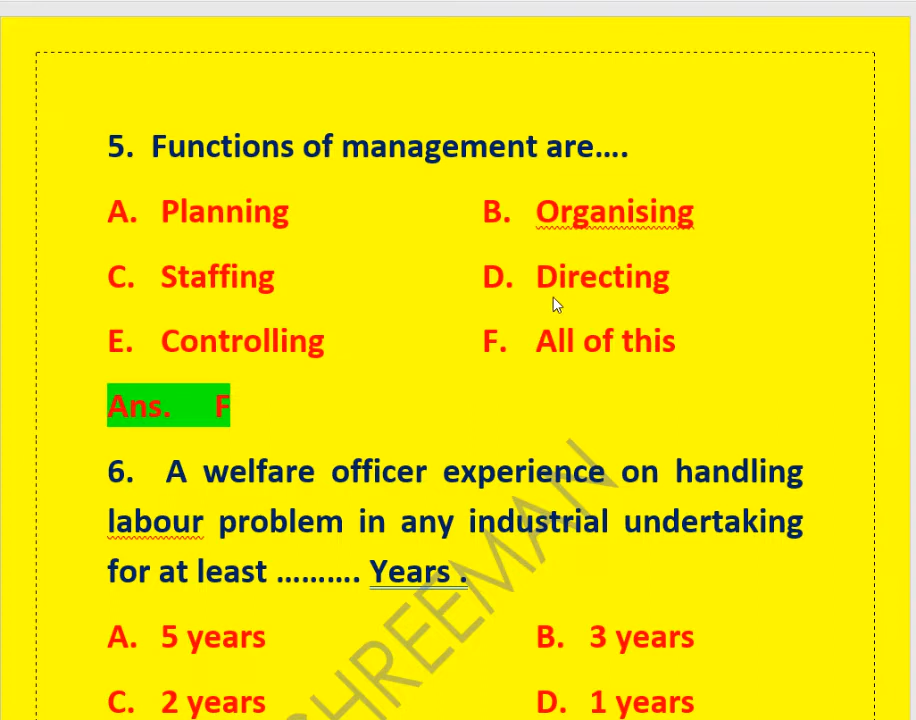 5. Functions of management are....
A. Planning B. Organising
C. Staffing D. Directing
E. Controlling F. All of this
Ans. F
6. A welfare officer experience on handling
labour problem in any industrial undertaking
for at least .......... Years .
A. 5 years B. 3 years
C. 2 years D. 1 years
SHREEMAN